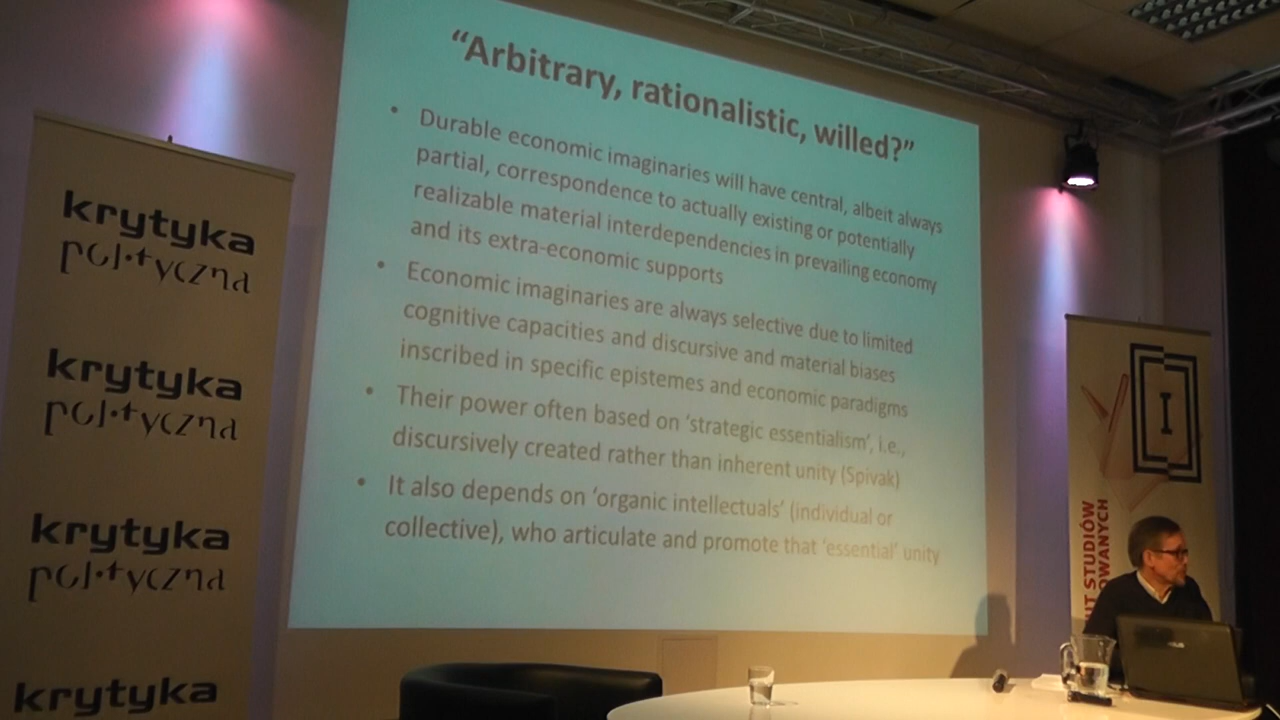 “Arbitrary, rationalistic, willed?”
• Durable economic imaginaries will have central, albeit always
partial, correspondence to actually existing or potentially
realizable material interdependencies in prevailing economy
and its extra-economic supports
• Economic imaginaries are always selective due to limited
cognitive capacities and discursive and material biases
inscribed in specific epistemes and economic paradigms
• Their power often based on ‘strategic essentialism’, i.e.,
discursively created rather than inherent unity (Spivak)
• It also depends on ‘organic intellectuals’ (individual or
collective), who articulate and promote that ‘essential’ unity
krytyka
polityczna
krytyka
polityczna
krytyka
polityczna
krytyka
I
UT STUDIÓW
OWANYCH